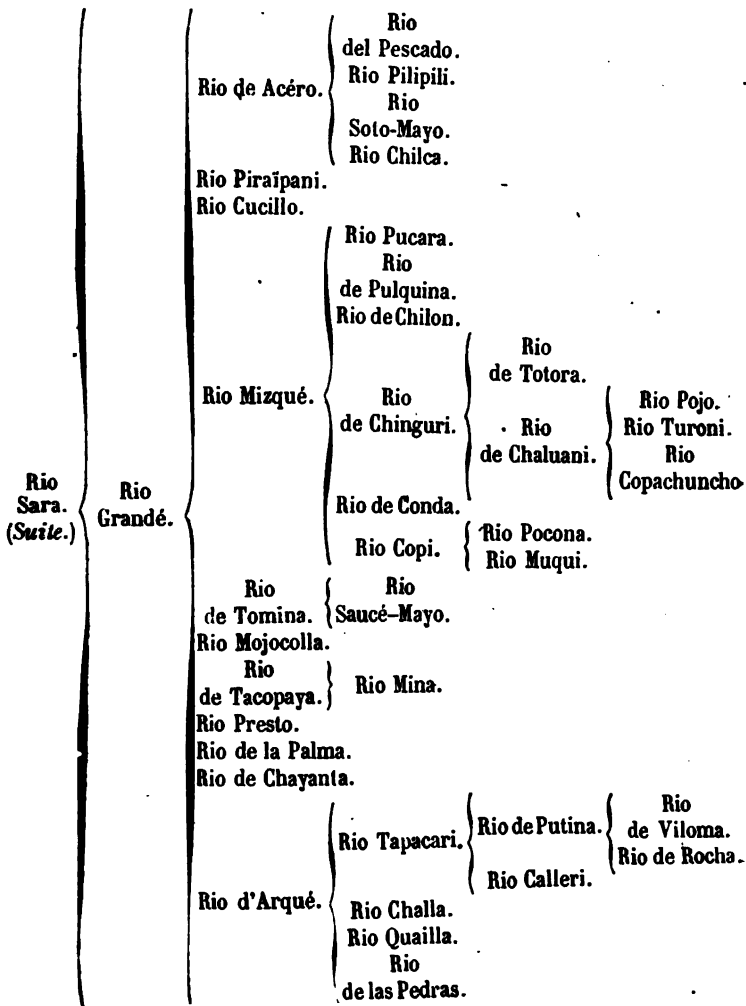 Rio
del Pescado.
Rio de Acéro.
Rio Pilipili.
Rio
Soto-Mayo.
Rio Chilca.
Rio Piraïpani.
Rio Cucillo.
Rio Pucara.
Rio
de Pulquina.
Rio de Chilon.
Rio Mizqué.
Rio
de Chinguri.
Rio
de Totora.
Rio
de Chaluani.
Rio Pojo.
Rio Turoni.
Rio
Copachuncho
Rio
Sara.
(Suite.)
Rio
Grandé.
Rio de Conda.
Rio Copi.
Rio Pocona.
Rio Muqui.
Rio
de Tomina.
Rio
Saucé-Mayo.
Rio Mojocolla.
Rio
de Tacopaya.
Rio Mina.
Rio Presto.
Rio de la Palma.
Rio de Chayanta.
Rio d'Arqué.
Rio Tapacari.
Rio de Putina.
Rio
de Viloma.
Rio de Rocha.
Rio Calleri.
Rio Challa.
Rio Quailla.
Rio
de las Pedras.